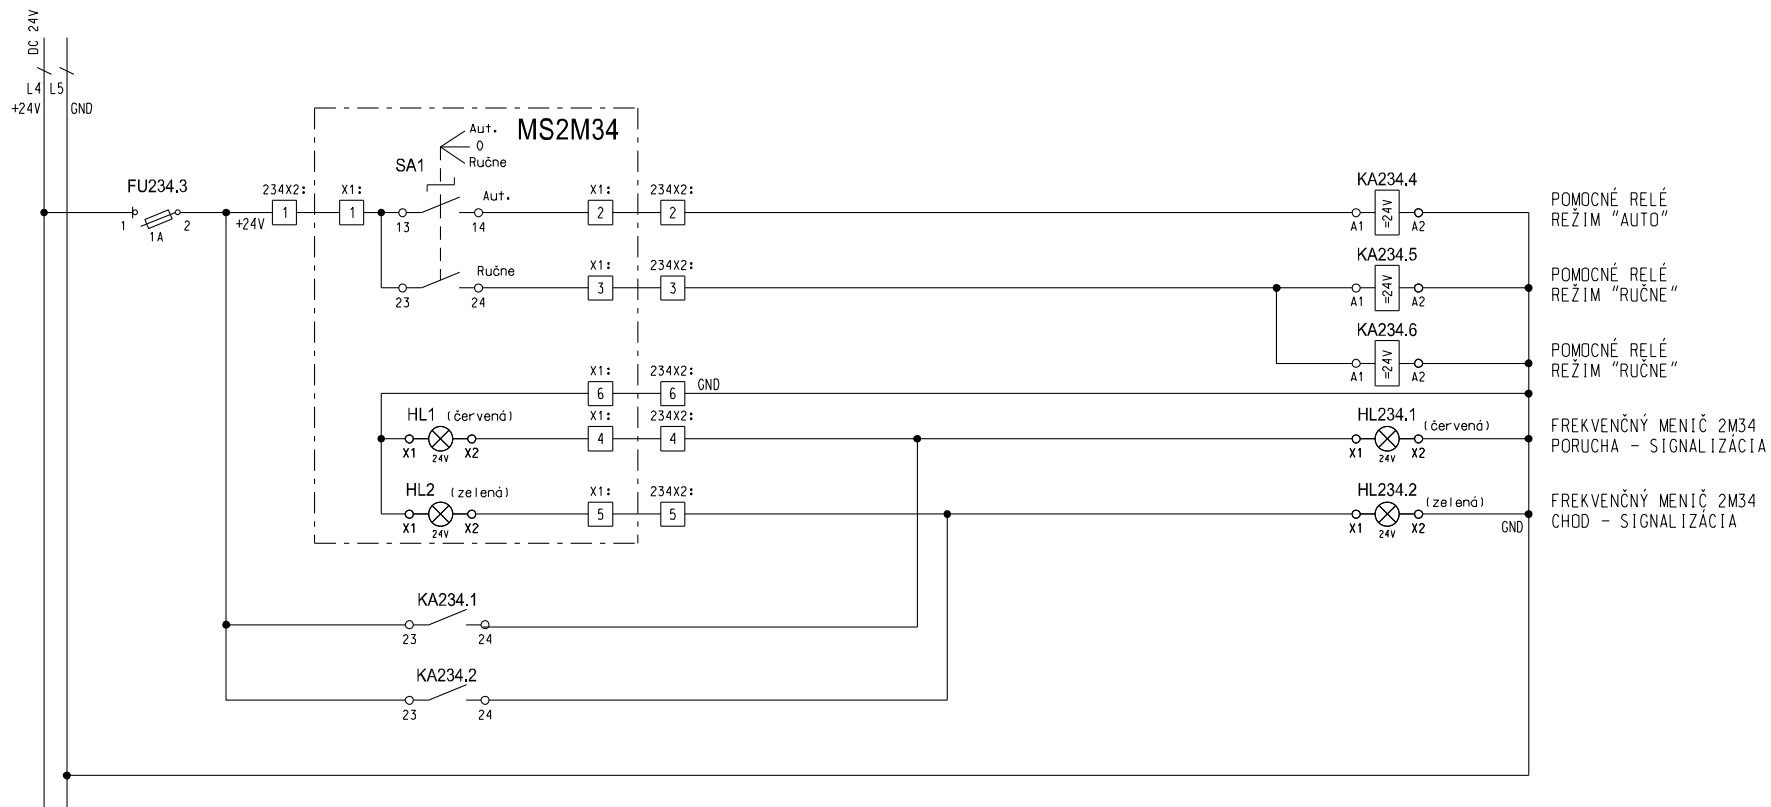 DC 24V
L4 L5
+24V GND
MS2M34
Aut.
0
Ručne
SA1
FU234.3
1 2
1A
+24V
234X2: X1:
1 1
Aut.
13 14
X1: 234X2:
2 2
KA234.4
A1 =24V A2
POMOCNÉ RELÉ
REŽIM "AUTO"
Ručne
23 24
X1: 234X2:
3 3
KA234.5
A1 =24V A2
POMOCNÉ RELÉ
REŽIM "RUČNE"
KA234.6
A1 =24V A2
POMOCNÉ RELÉ
REŽIM "RUČNE"
X1: 234X2:
6 6 GND
HL1 (červená)
X1 24V X2
X1: 234X2:
4 4
HL234.1 (červená)
X1 24V X2
FREKVENČNÝ MENIČ 2M34
PORUCHA - SIGNALIZÁCIA
HL2 (zelená)
X1 24V X2
X1: 234X2:
5 5
HL234.2 (zelená)
X1 24V X2
GND
FREKVENČNÝ MENIČ 2M34
CHOD - SIGNALIZÁCIA
KA234.1
23 24
KA234.2
23 24